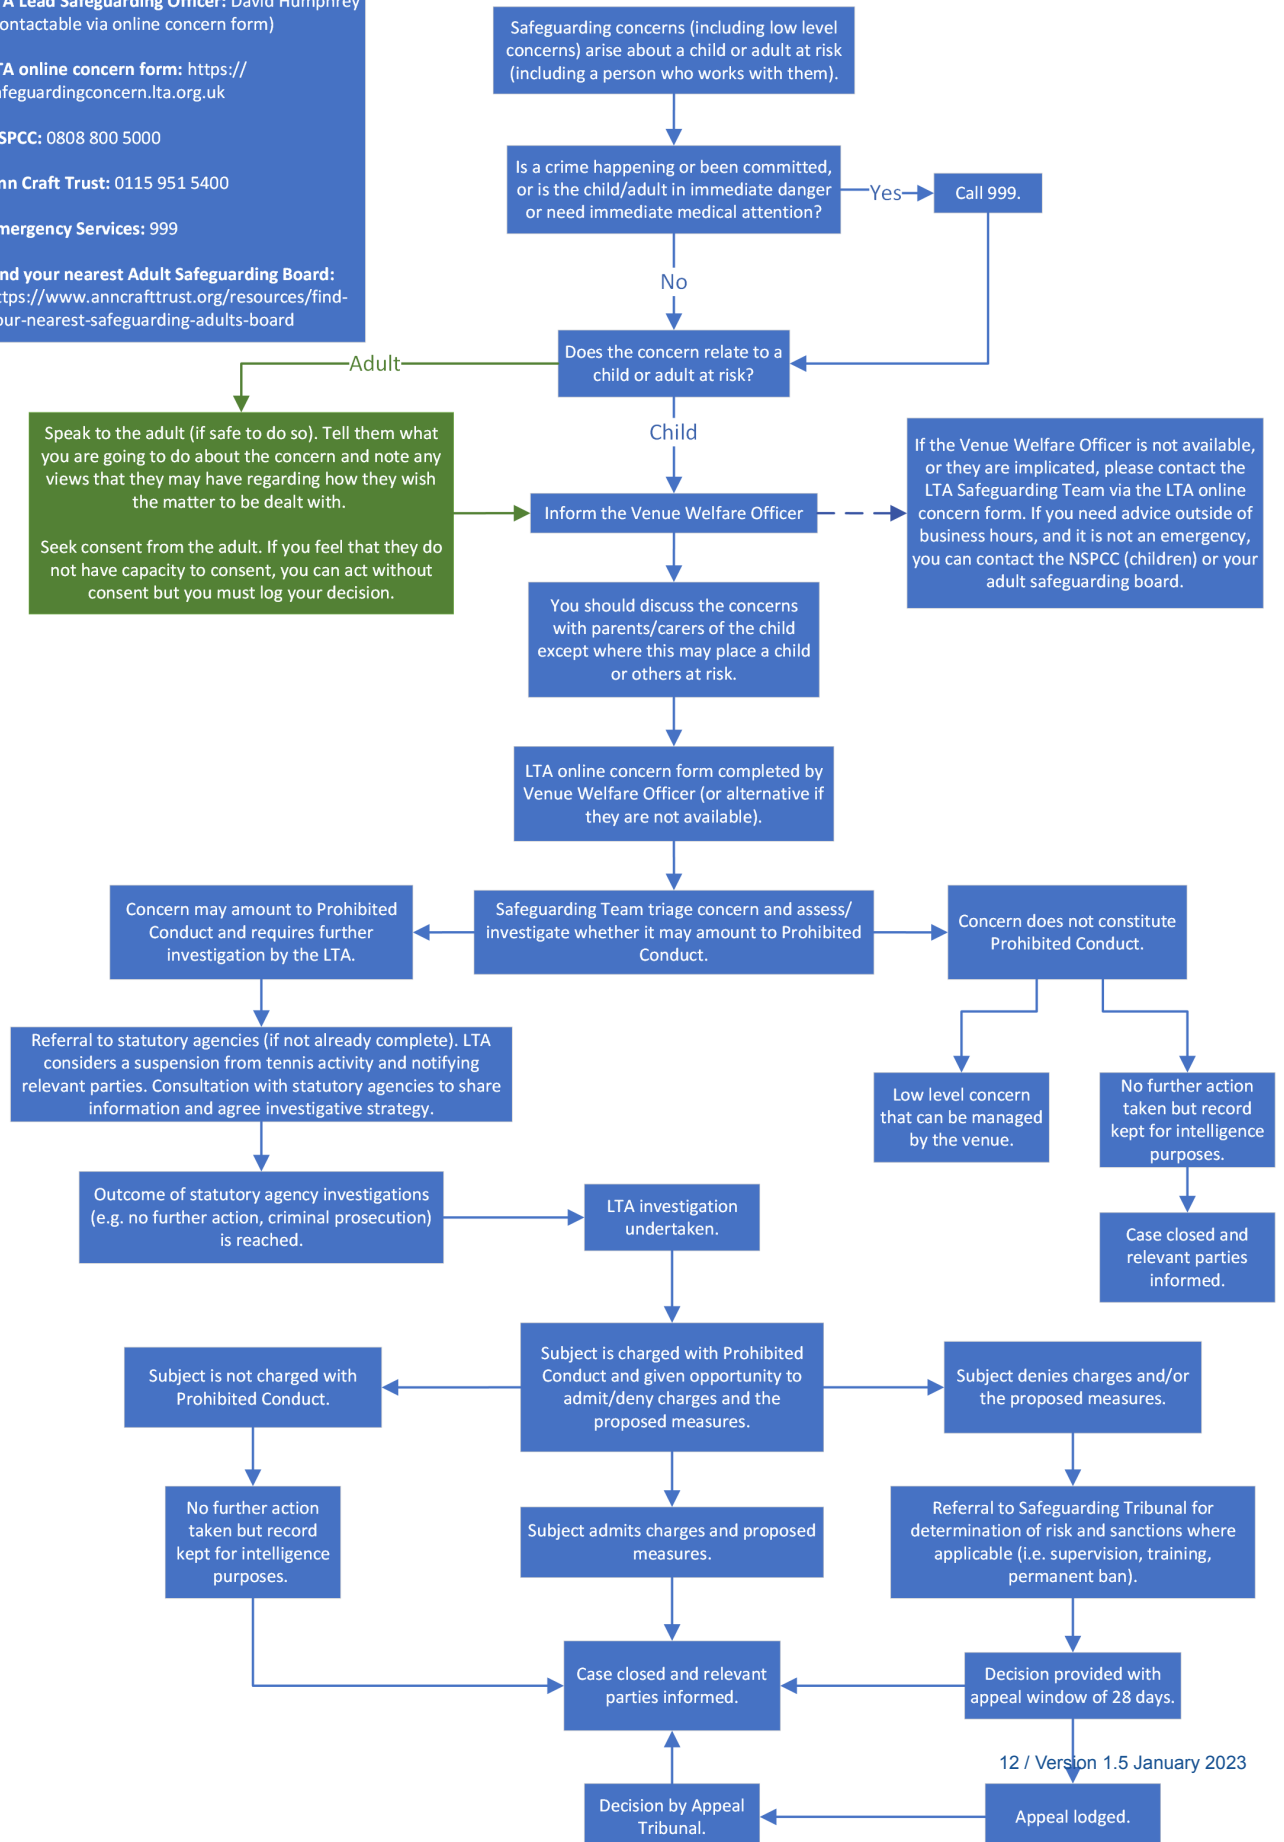 TA Lead Safeguarding Officer: David Humphrey
ontactable via online concern form)
TA online concern form: https://
afeguardingconcern.lta.org.uk
SPCC: 0808 800 5000
nn Craft Trust: 0115 951 5400
mergency Services: 999
nd your nearest Adult Safeguarding Board:
ttps://www.anncrafttrust.org/resources/find-
our-nearest-safeguarding-adults-board
Safeguarding concerns (including low level
concerns) arise about a child or adult at risk
(including a person who works with them).
Is a crime happening or been committed,
or is the child/adult in immediate danger
or need immediate medical attention?
Yes
Call 999.
No
Does the concern relate to a
child or adult at risk?
Adult
Child
Speak to the adult (if safe to do so). Tell them what
you are going to do about the concern and note any
views that they may have regarding how they wish
the matter to be dealt with.
Seek consent from the adult. If you feel that they do
not have capacity to consent, you can act without
consent but you must log your decision.
Inform the Venue Welfare Officer
If the Venue Welfare Officer is not available,
or they are implicated, please contact the
LTA Safeguarding Team via the LTA online
concern form. If you need advice outside of
business hours, and it is not an emergency,
you can contact the NSPCC (children) or your
adult safeguarding board.
You should discuss the concerns
with parents/carers of the child
except where this may place a child
or others at risk.
LTA online concern form completed by
Venue Welfare Officer (or alternative if
they are not available).
Concern may amount to Prohibited
Conduct and requires further
investigation by the LTA.
Safeguarding Team triage concern and assess/
investigate whether it may amount to Prohibited
Conduct.
Concern does not constitute
Prohibited Conduct.
Referral to statutory agencies (if not already complete). LTA
considers a suspension from tennis activity and notifying
relevant parties. Consultation with statutory agencies to share
information and agree investigative strategy.
Low level concern
that can be managed
by the venue.
No further action
taken but record
kept for intelligence
purposes.
Outcome of statutory agency investigations
(e.g. no further action, criminal prosecution)
is reached.
LTA investigation
undertaken.
Case closed and
relevant parties
informed.
Subject is not charged with
Prohibited Conduct.
Subject is charged with Prohibited
Conduct and given opportunity to
admit/deny charges and the
proposed measures.
Subject denies charges and/or
the proposed measures.
No further action
taken but record
kept for intelligence
purposes.
Subject admits charges and proposed
measures.
Referral to Safeguarding Tribunal for
determination of risk and sanctions where
applicable (i.e. supervision, training,
permanent ban).
Case closed and relevant
parties informed.
Decision provided with
appeal window of 28 days.
12 / Version 1.5 January 2023
Decision by Appeal
Tribunal.
Appeal lodged.